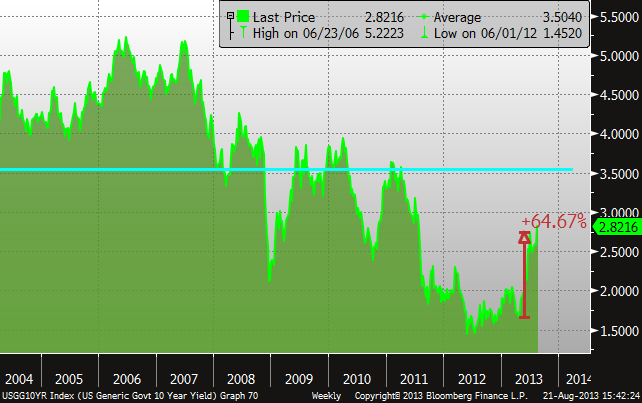 Last Price 2.8216 Average 3.5040
High on 06/23/06 5.2223 Low on 06/01/12 1.4520
5.5000
5.0000
4.5000
4.0000
3.5000
3.0000
+64.67%
2.8216
2.5000
2.0000
1.5000
2004 2005 2006 2007 2008 2009 2010 2011 2012 2013 2014
USGG10YR Index (US Generic Govt 10 Year Yield) Graph 70 Weekly Copyright© 2013 Bloomberg Finance L.P. 21-Aug-2013 15:42:24